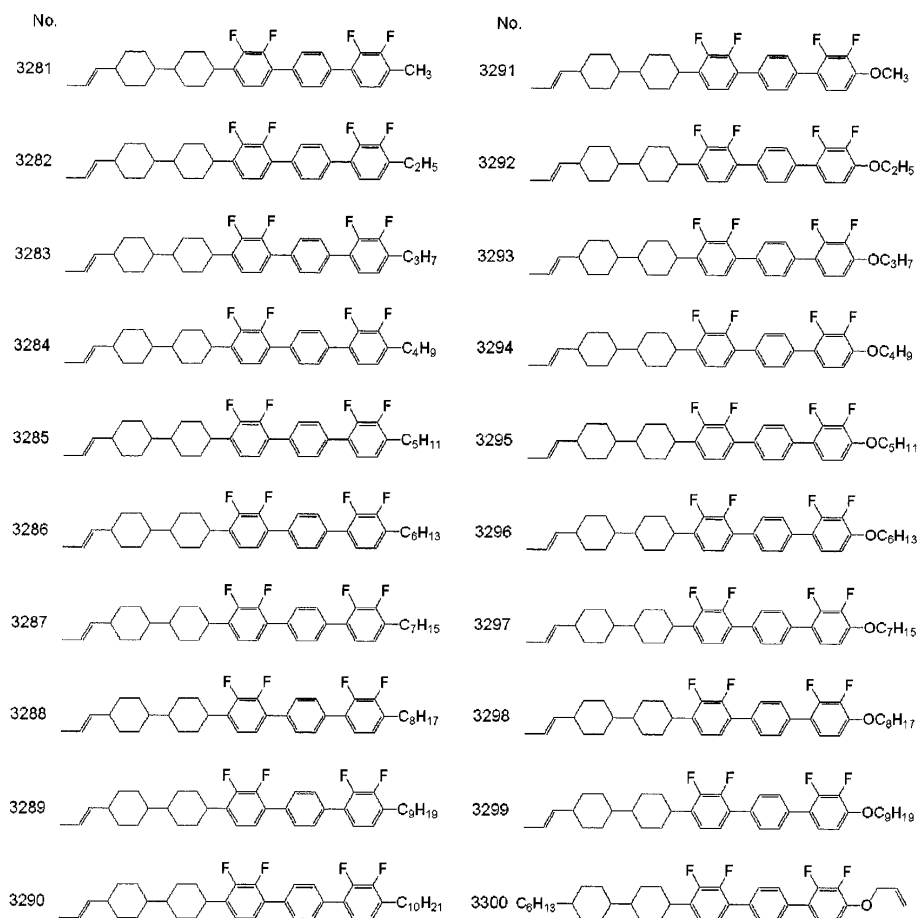 No.
F F F F
3281 CH3
F F F F
3282 C2H5
F F F F
3283 C3H7
F F F F
3284 C4H9
F F F F
3285 C5H11
F F F F
3286 C6H13
F F F F
3287 C7H15
F F F F
3288 C8H17
F F F F
3289 C9H19
F F F F
3290 C10H21
No.
F F F F
3291 OCH3
F F F F
3292 OC2H5
F F F F
3293 OC3H7
F F F F
3294 OC4H9
F F F F
3295 OC5H11
F F F F
3296 OC6H13
F F F F
3297 OC7H15
F F F F
3298 OC8H17
F F F F
3299 OC9H19
F F F F
3300 C6H13 O